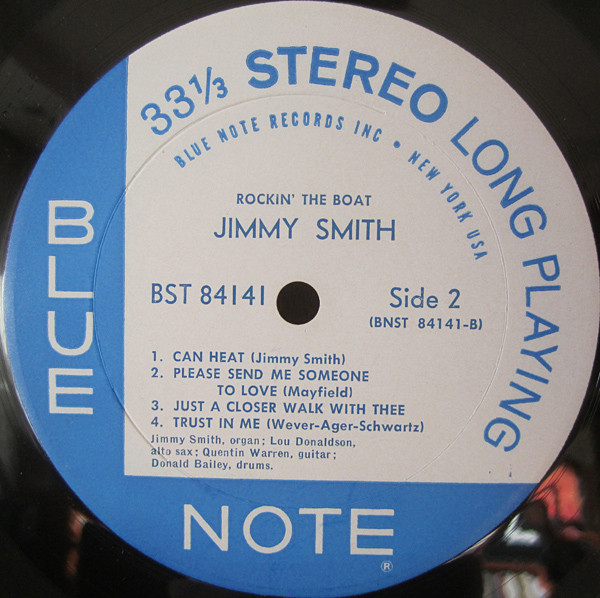 33⅓ STEREO LONG PLAYING
BLUE NOTE RECORDS INC • NEW YORK USA
ROCKiN' THE BOAT
JIMMY SMITH
BST 84141
Side 2
(BNST 84141-B)
1. CAN HEAT (Jimmy Smith)
2. PLEASE SEND ME SOMEONE
TO LOVE (Mayfield)
3. JUST A CLOSER WALK WITH THEE
4. TRUST IN ME (Wever-Ager-Schwartz)
Jimmy Smith, organ; Lou Donaldson,
alto sax; Quentin Warren, guitar;
Donald Bailey, drums.
BLUE
NOTE
®